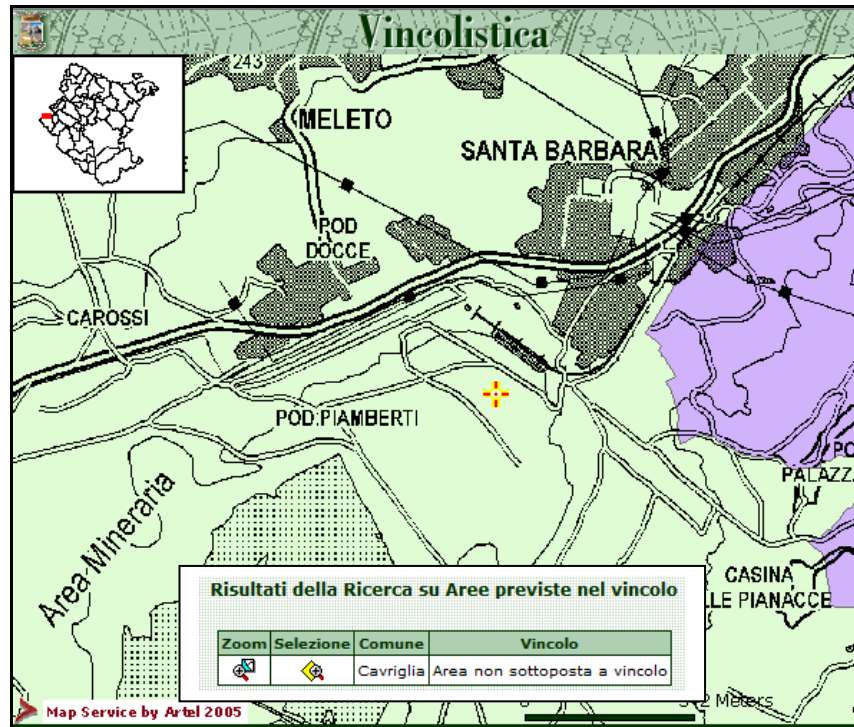 Vincolistica
243
MELETO
SANTA BARBARA
POD
DOCCE
CAROSSI
POD.PIAMBERTI
PALAZZ
Area Mineraria
CASINA
LLE PIANACCE
Risultati della Ricerca su Aree previste nel vincolo
Zoom Selezione Comune Vincolo
Cavriglia Area non sottoposta a vincolo
Meters
Map Service by Artel 2005